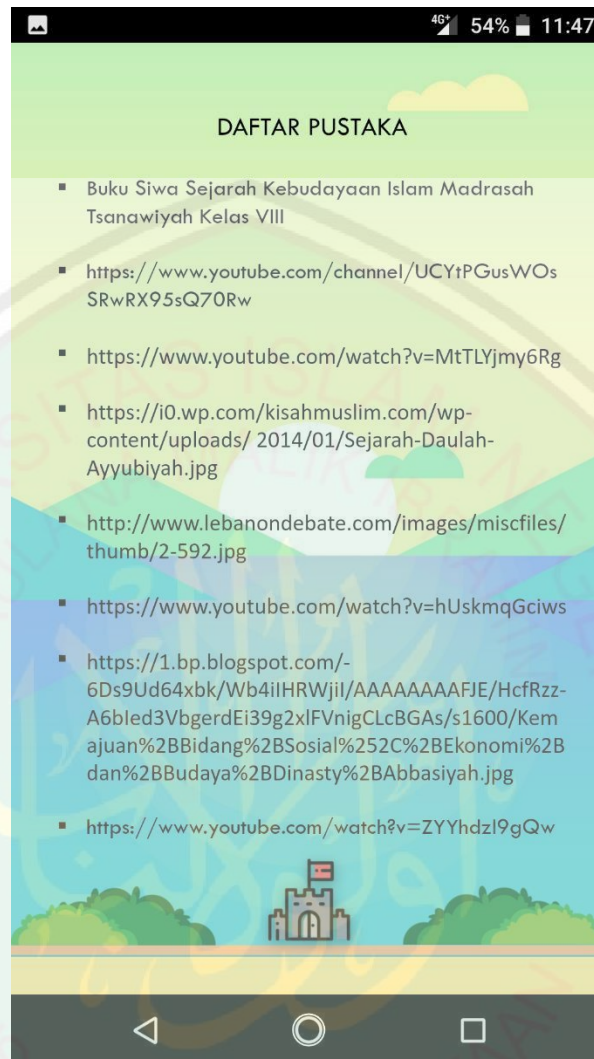 4G+ 54% 11:47
DAFTAR PUSTAKA
▪ Buku Siwa Sejarah Kebudayaan Islam Madrasah
Tsanawiyah Kelas VIII
▪ https://www.youtube.com/channel/UCYtPGusWOs
SRwRX95sQ70Rw
▪ https://www.youtube.com/watch?v=MtTLYjmy6Rg
▪ https://i0.wp.com/kisahmuslim.com/wp-
content/uploads/ 2014/01/Sejarah-Daulah-
Ayyubiyah.jpg
▪ http://www.lebanondebate.com/images/miscfiles/
thumb/2-592.jpg
▪ https://www.youtube.com/watch?v=hUskmqGciws
▪ https://1.bp.blogspot.com/-
6Ds9Ud64xbk/Wb4iIHRWjiI/AAAAAAAAFJE/HcfRzz-
A6bIed3VbgerdEi39g2xlFVnigCLcBGAs/s1600/Kem
ajuan%2BBidang%2BSosial%252C%2BEkonomi%2B
dan%2BBudaya%2BDinasty%2BAbbasiyah.jpg
▪ https://www.youtube.com/watch?v=ZYYhdzl9gQw